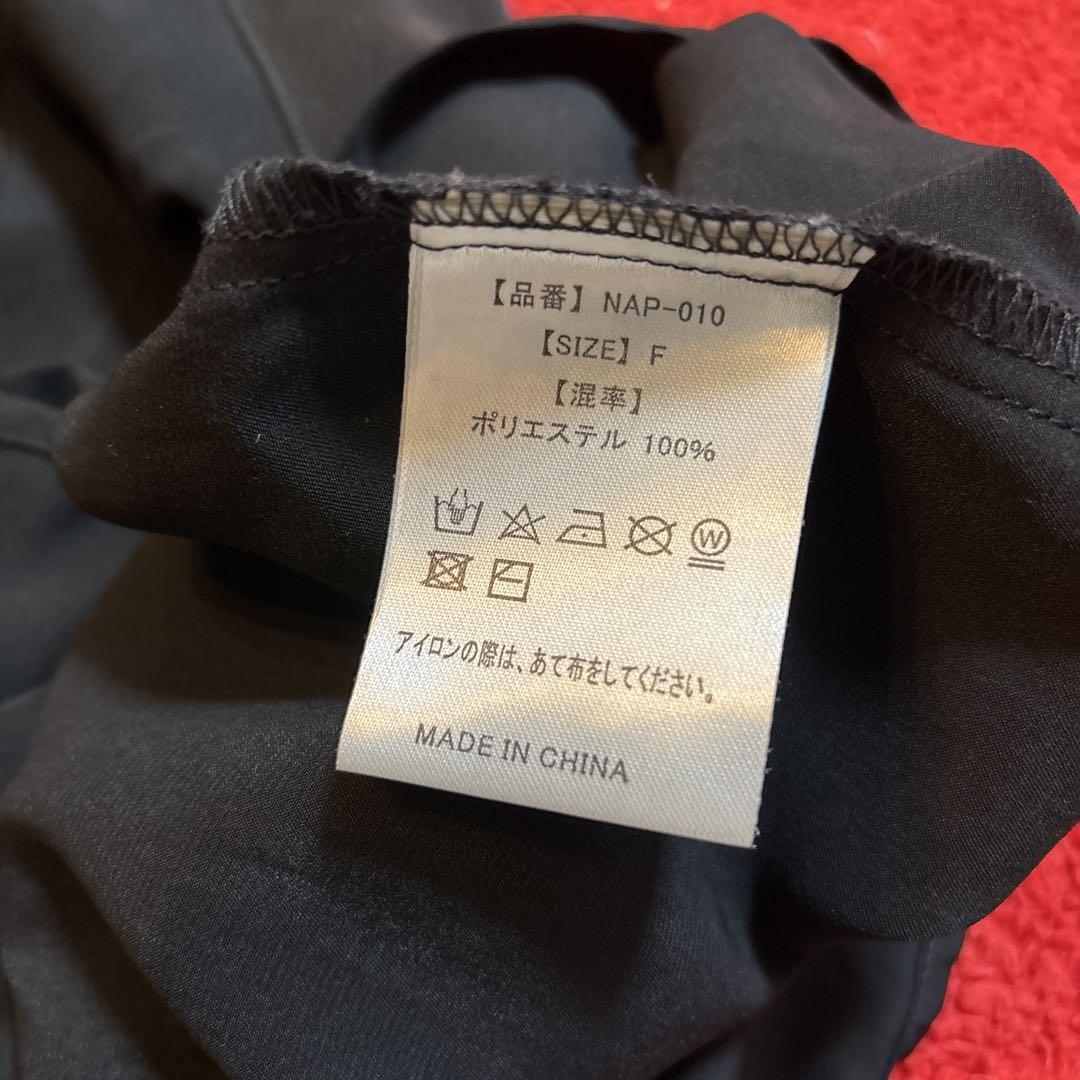 【品番】 NAP-010
【SIZE】 F
【混率】
ポリエステル 100%
W
アイロンの際は、あて布をしてください。
MADE IN CHINA